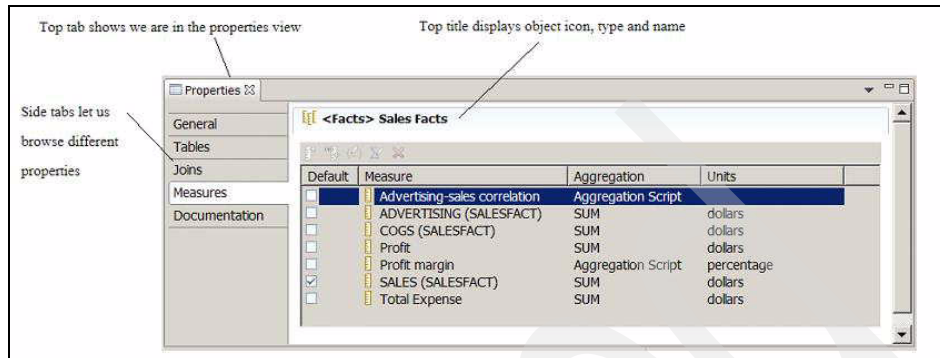 Top tab shows we are in the properties view
Top title displays object icon, type and name
Side tabs let us
browse different
properties
Properties
General
Tables
Joins
Measures
Documentation
<Facts> Sales Facts
Default Measure Aggregation Units
Advertising-sales correlation Aggregation Script
ADVERTISING (SALESFACT) SUM dollars
COGS (SALESFACT) SUM dollars
Profit SUM dollars
Profit margin Aggregation Script percentage
SALES (SALESFACT) SUM dollars
Total Expense SUM dollars